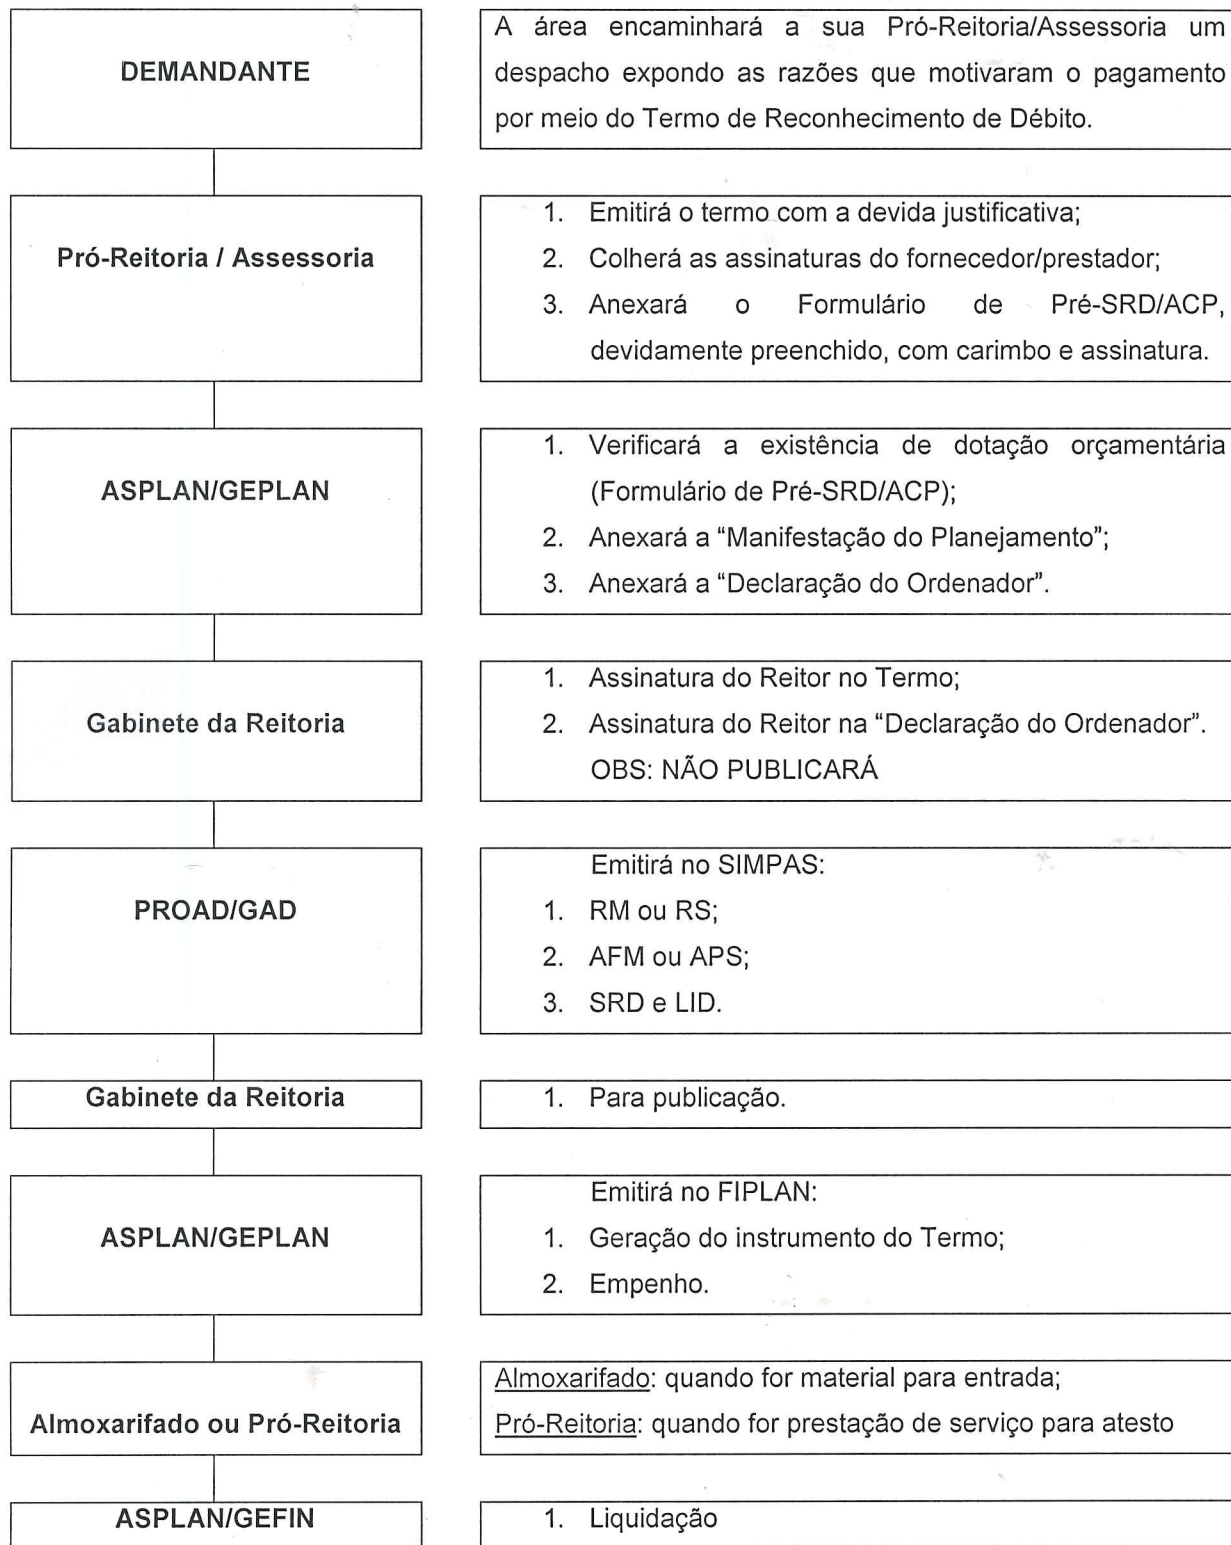 DEMANDANTE
A área encaminhará a sua Pró-Reitoria/Assessoria um
despacho expondo as razões que motivaram o pagamento
por meio do Termo de Reconhecimento de Débito.
Pró-Reitoria / Assessoria
1. Emitirá o termo com a devida justificativa;
2. Colherá as assinaturas do fornecedor/prestador;
3. Anexará o Formulário de Pré-SRD/ACP,
devidamente preenchido, com carimbo e assinatura.
ASPLAN/GEPLAN
1. Verificará a existência de dotação orçamentária
(Formulário de Pré-SRD/ACP);
2. Anexará a “Manifestação do Planejamento”;
3. Anexará a “Declaração do Ordenador”.
Gabinete da Reitoria
1. Assinatura do Reitor no Termo;
2. Assinatura do Reitor na “Declaração do Ordenador”.
OBS: NÃO PUBLICARÁ
PROAD/GAD
Emitirá no SIMPAS:
1. RM ou RS;
2. AFM ou APS;
3. SRD e LID.
Gabinete da Reitoria
1. Para publicação.
ASPLAN/GEPLAN
Emitirá no FIPLAN:
1. Geração do instrumento do Termo;
2. Empenho.
Almoxarifado ou Pró-Reitoria
Almoxarifado: quando for material para entrada;
Pró-Reitoria: quando for prestação de serviço para atesto
ASPLAN/GEFIN
1. Liquidação